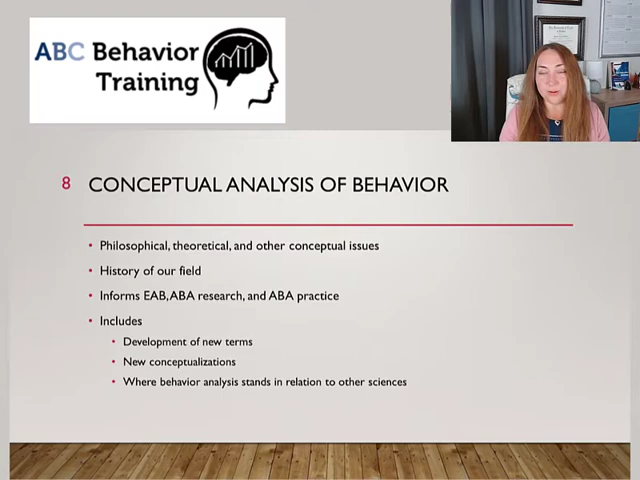 ABC Behavior
Training
8 CONCEPTUAL ANALYSIS OF BEHAVIOR
• Philosophical, theoretical, and other conceptual issues
• History of our field
• Informs EAB, ABA research, and ABA practice
• Includes
• Development of new terms
• New conceptualizations
• Where behavior analysis stands in relation to other sciences